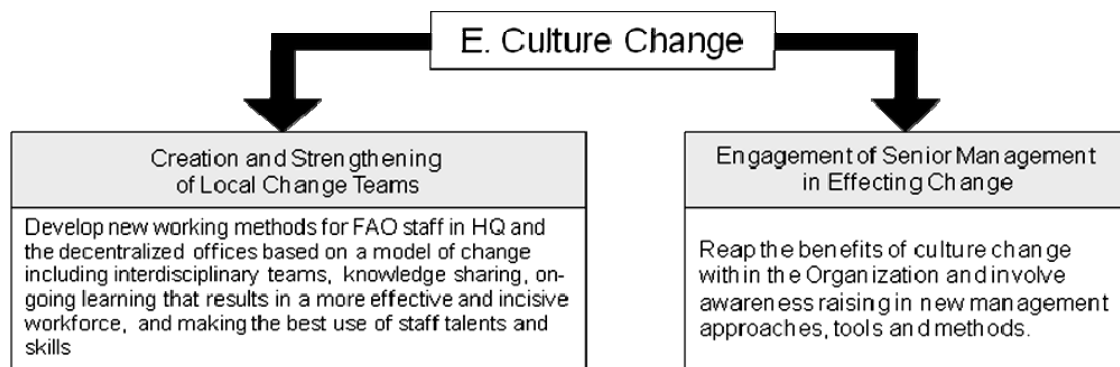 E. Culture Change
Creation and Strengthening
of Local Change Teams
Develop new working methods for FAO staff in HQ and
the decentralized offices based on a model of change
including interdisciplinary teams, knowledge sharing, on-
going learning that results in a more effective and incisive
workforce, and making the best use of staff talents and
skills
Engagement of Senior Management
in Effecting Change
Reap the benefits of culture change
with in the Organization and involve
awareness raising in new management
approaches, tools and methods.